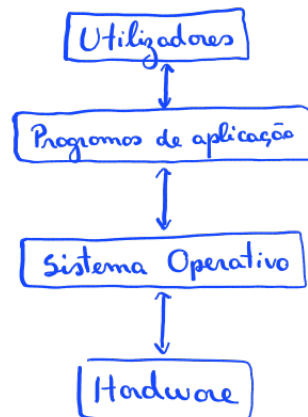 Utilizadores
Programas de aplicação
Sistema Operativo
Hardware